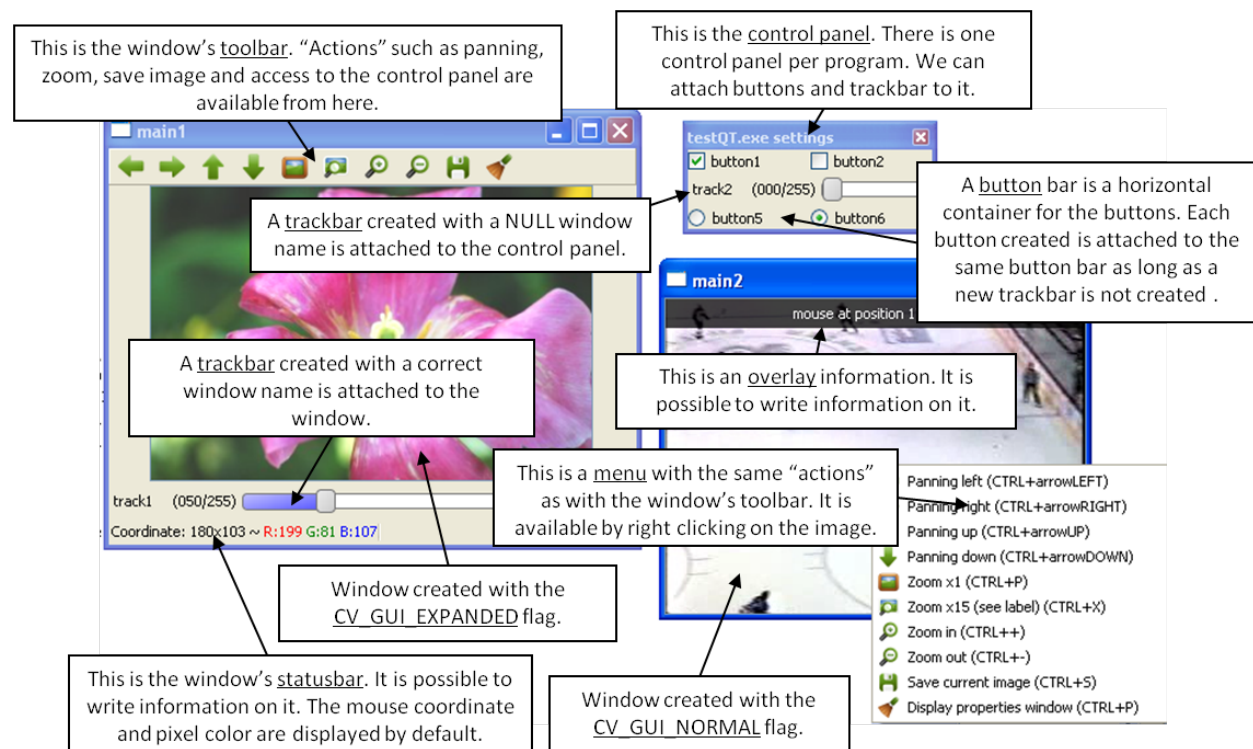 This is the window’s toolbar. “Actions” such as panning,
zoom, save image and access to the control panel are
available from here.
This is the control panel. There is one
control panel per program. We can
attach buttons and trackbar to it.
main1
testQT.exe settings
button1 button2
track2 (000/255)
button5 button6
A trackbar created with a NULL window
name is attached to the control panel.
A button bar is a horizontal
container for the buttons. Each
button created is attached to the
same button bar as long as a
new trackbar is not created .
main2
mouse at position 1
A trackbar created with a correct
window name is attached to the
window.
This is an overlay information. It is
possible to write information on it.
This is a menu with the same “actions”
as with the window’s toolbar. It is
available by right clicking on the image.
track1 (050/255)
Coordinate: 180x103 ~ R:199 G:81 B:107
Panning left (CTRL+arrowLEFT)
Panning right (CTRL+arrowRIGHT)
Panning up (CTRL+arrowUP)
Panning down (CTRL+arrowDOWN)
Zoom x1 (CTRL+P)
Zoom x15 (see label) (CTRL+X)
Zoom in (CTRL++)
Zoom out (CTRL+-)
Save current image (CTRL+S)
Display properties window (CTRL+P)
Window created with the
CV_GUI_EXPANDED flag.
This is the window’s statusbar. It is possible to
write information on it. The mouse coordinate
and pixel color are displayed by default.
Window created with the
CV_GUI_NORMAL flag.